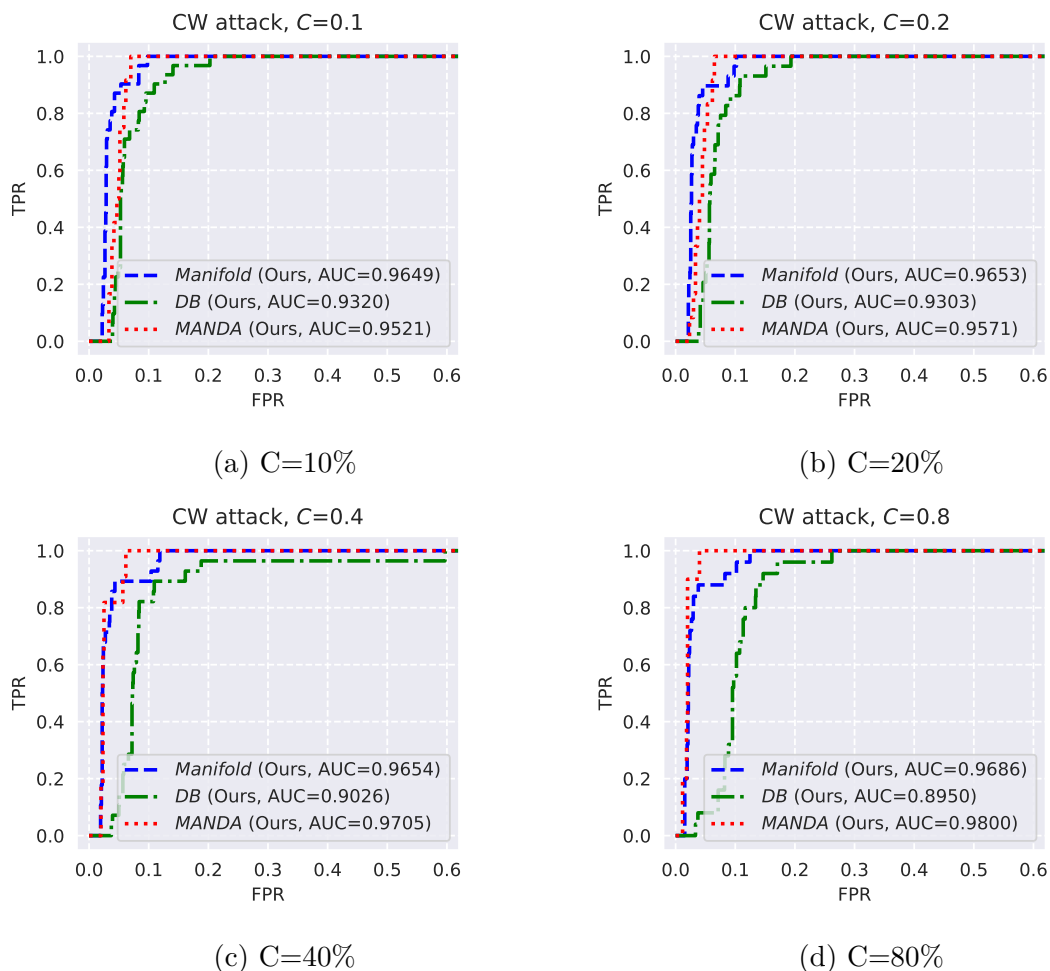 CW attack, C=0.1
1.0
0.8
0.6
0.4
0.2
0.0
TPR
Manifold (Ours, AUC=0.9649)
DB (Ours, AUC=0.9320)
MANDA (Ours, AUC=0.9521)
0.0 0.1 0.2 0.3 0.4 0.5 0.6
FPR
(a) C=10%
CW attack, C=0.2
1.0
0.8
0.6
0.4
0.2
0.0
TPR
Manifold (Ours, AUC=0.9653)
DB (Ours, AUC=0.9303)
MANDA (Ours, AUC=0.9571)
0.0 0.1 0.2 0.3 0.4 0.5 0.6
FPR
(b) C=20%
CW attack, C=0.4
1.0
0.8
0.6
0.4
0.2
0.0
TPR
Manifold (Ours, AUC=0.9654)
DB (Ours, AUC=0.9026)
MANDA (Ours, AUC=0.9705)
0.0 0.1 0.2 0.3 0.4 0.5 0.6
FPR
(c) C=40%
CW attack, C=0.8
1.0
0.8
0.6
0.4
0.2
0.0
TPR
Manifold (Ours, AUC=0.9686)
DB (Ours, AUC=0.8950)
MANDA (Ours, AUC=0.9800)
0.0 0.1 0.2 0.3 0.4 0.5 0.6
FPR
(d) C=80%